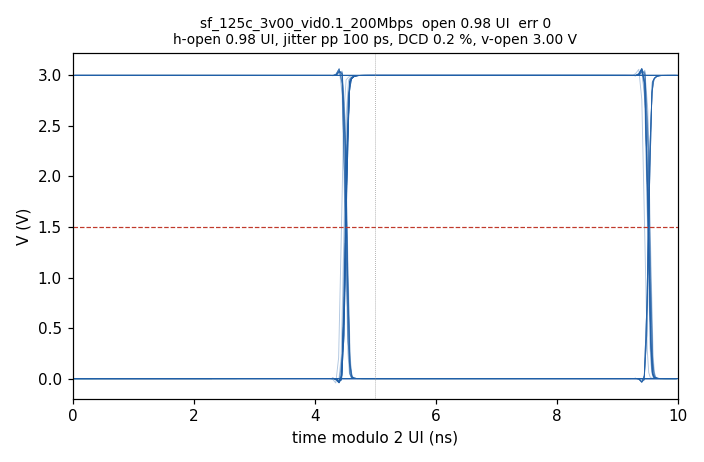 sf_125c_3v00_vid0.1_200Mbps  open 0.98 UI  err 0
h-open 0.98 UI, jitter pp 100 ps, DCD 0.2 %, v-open 3.00 V
3.0
2.5
2.0
1.5
1.0
0.5
0.0
V (V)
0 2 4 6 8 10
time modulo 2 UI (ns)